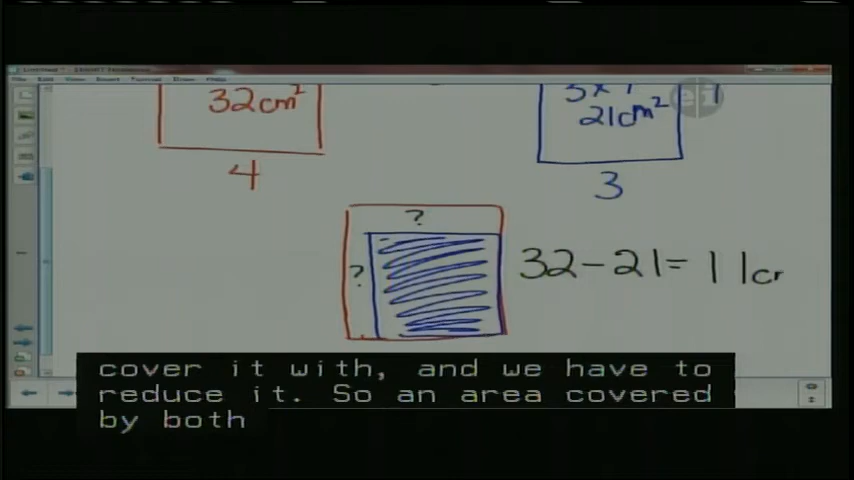 32cm²
21cm²
4
3
?
?
32-21=11cm
cover it with, and we have to
reduce it. So an area covered
by both